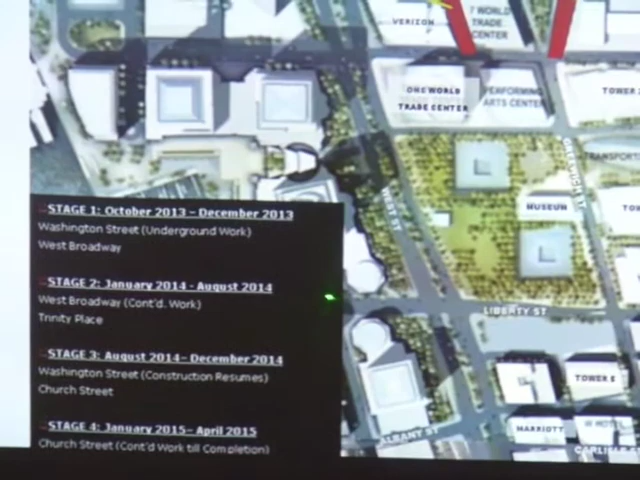 VERIZON
7 WORLD
TRADE
CENTER
ONE WORLD
TRADE CENTER
PERFORMING
ARTS CENTER
TOWER
GREENWICH ST
TRANSPORT
WEST ST
MUSEUM
LIBERTY ST
TOWER 5
MARRIOTT
W HOTEL
ALBANY ST
STAGE 1: October 2013 – December 2013
Washington Street (Underground Work)
West Broadway
STAGE 2: January 2014 - August 2014
West Broadway (Cont'd. Work)
Trinity Place
STAGE 3: August 2014– December 2014
Washington Street (Construction Resumes)
Church Street
STAGE 4: January 2015– April 2015
Church Street (Cont'd Work till Completion)